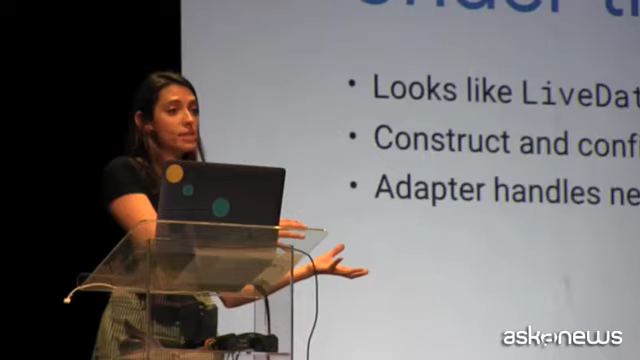 • Looks like LiveDat
• Construct and conf
• Adapter handles ne
askanews